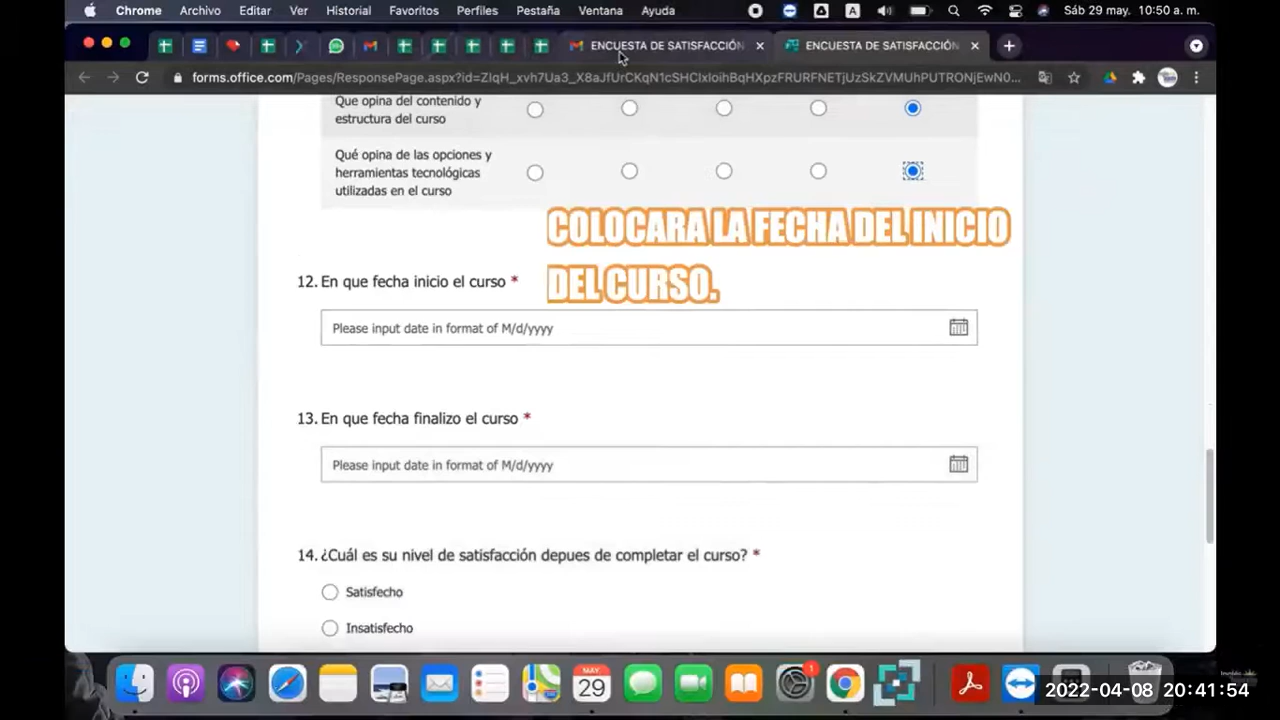 Chrome Archivo Editar Ver Historial Favoritos Perfiles Pestaña Ventana Ayuda A Sáb 29 may. 10:50 a. m.
ENCUESTA DE SATISFACCIÓN ENCUESTA DE SATISFACCIÓN
forms.office.com/Pages/ResponsePage.aspx?id=ZIqH_xvh7Ua3_X8aJfUrCKqN1cSHCIxIoihBqHXpzFRURFNETjUzSkZVMUhPUTRONjEwN0...
Que opina del contenido y
estructura del curso
Qué opina de las opciones y
herramientas tecnológicas
utilizadas en el curso
COLOCARA LA FECHA DEL INICIO
DEL CURSO.
12. En que fecha inicio el curso *
Please input date in format of M/d/yyyy
13. En que fecha finalizo el curso *
Please input date in format of M/d/yyyy
14. ¿Cuál es su nivel de satisfacción depues de completar el curso? *
Satisfecho
Insatisfecho
MAY
29
1
2022-04-08 20:41:54